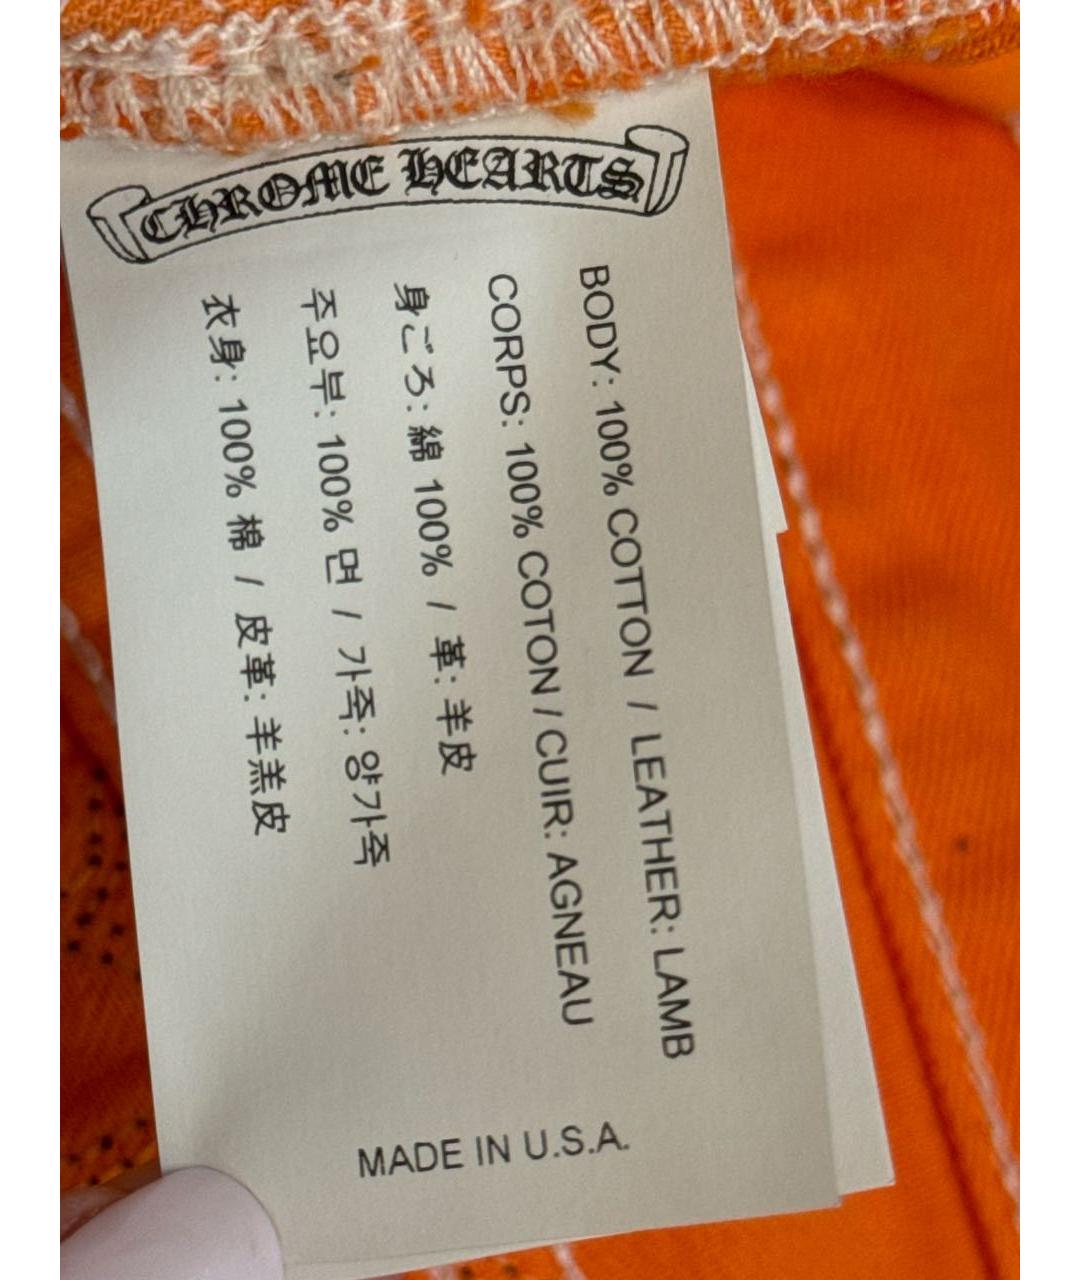 CHROME HEARTS
BODY: 100% COTTON / LEATHER: LAMB
CORPS: 100% COTON / CUIR: AGNEAU
身ごろ: 綿 100% / 革: 羊皮
주요부: 100% 면 / 가죽: 양가죽
衣身: 100% 棉 / 皮革: 羊羔皮
MADE IN U.S.A.